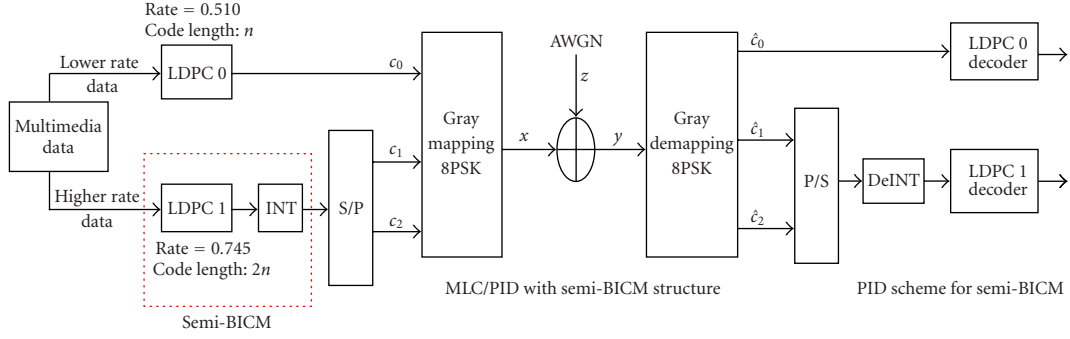 Rate = 0.510
Code length: n
Lower rate
data
LDPC 0
Multimedia
data
Higher rate
data
LDPC 1
INT
Rate = 0.745
Code length: 2n
Semi-BICM
S/P
c₀
c₁
c₂
Gray
mapping
8PSK
x
AWGN
z
y
Gray
demapping
8PSK
ĉ₀
ĉ₁
ĉ₂
P/S
DeINT
LDPC 0
decoder
LDPC 1
decoder
MLC/PID with semi-BICM structure
PID scheme for semi-BICM